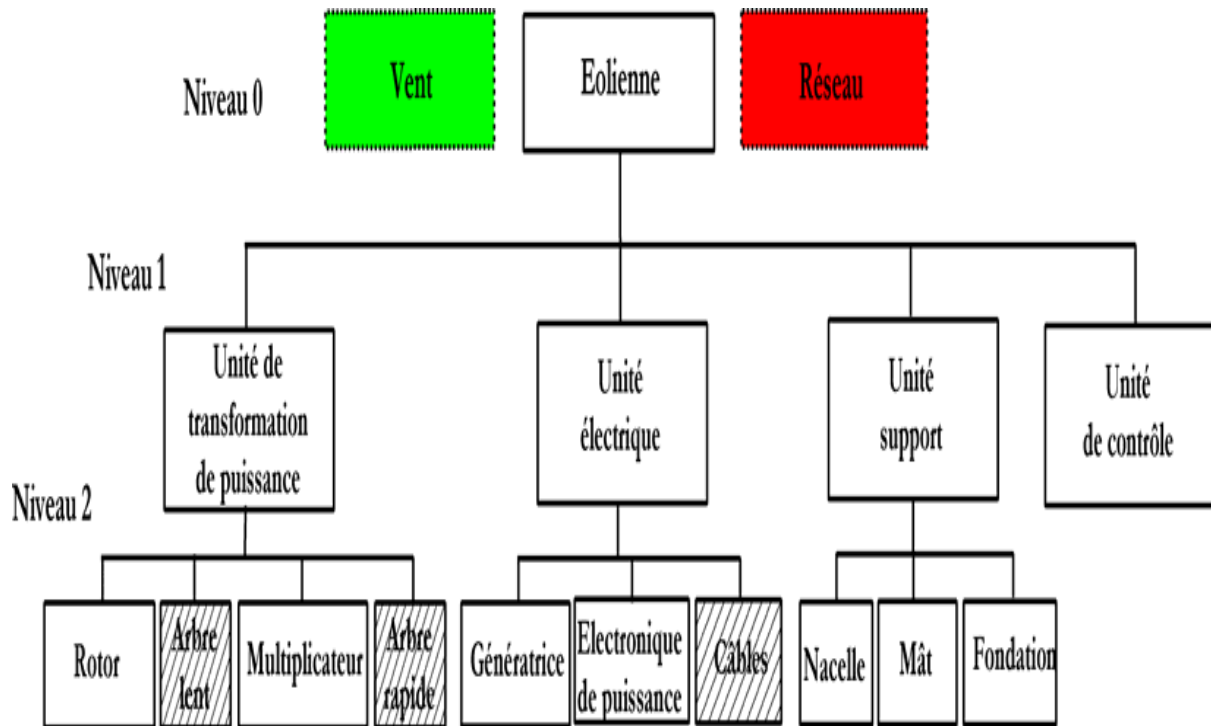 Vent
Eolienne
Réseau
Niveau 0
Niveau 1
Unité de
transformation
de puissance
Unité
électrique
Unité
support
Unité
de contrôle
Niveau 2
Rotor
Arbre
lent
Multiplicateur
Arbre
rapide
Génératrice
Electronique
de puissance
Câbles
Nacelle
Mât
Fondation